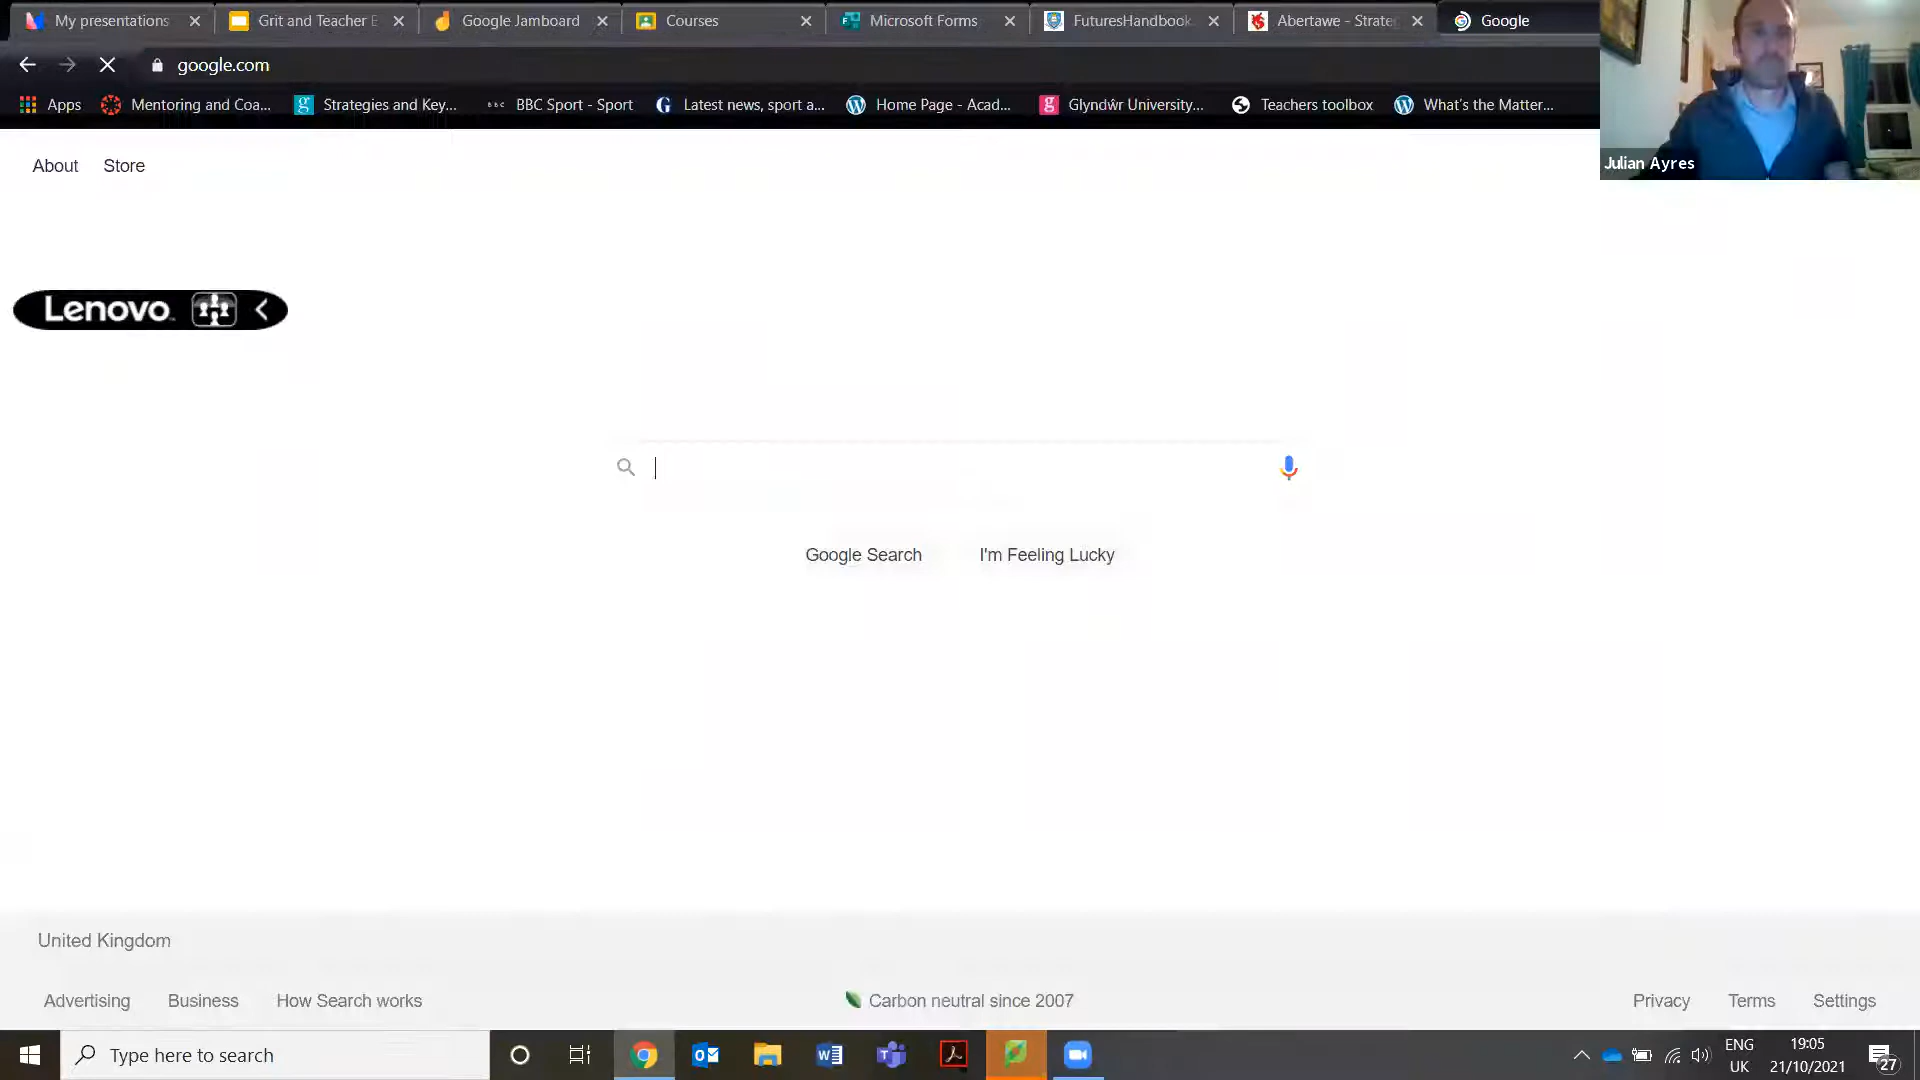 My presentations
Grit and Teacher E
Google Jamboard
Courses
Microsoft Forms
FuturesHandbook
Abertawe - Strate
Google
google.com
Apps
Mentoring and Coa...
Strategies and Key...
BBC Sport - Sport
Latest news, sport a...
Home Page - Acad...
Glyndŵr University...
Teachers toolbox
What's the Matter...
Julian Ayres
About Store
Lenovo
Google Search
I'm Feeling Lucky
United Kingdom
Advertising Business How Search works
Carbon neutral since 2007
Privacy Terms Settings
Type here to search
ENG
UK
19:05
21/10/2021
27